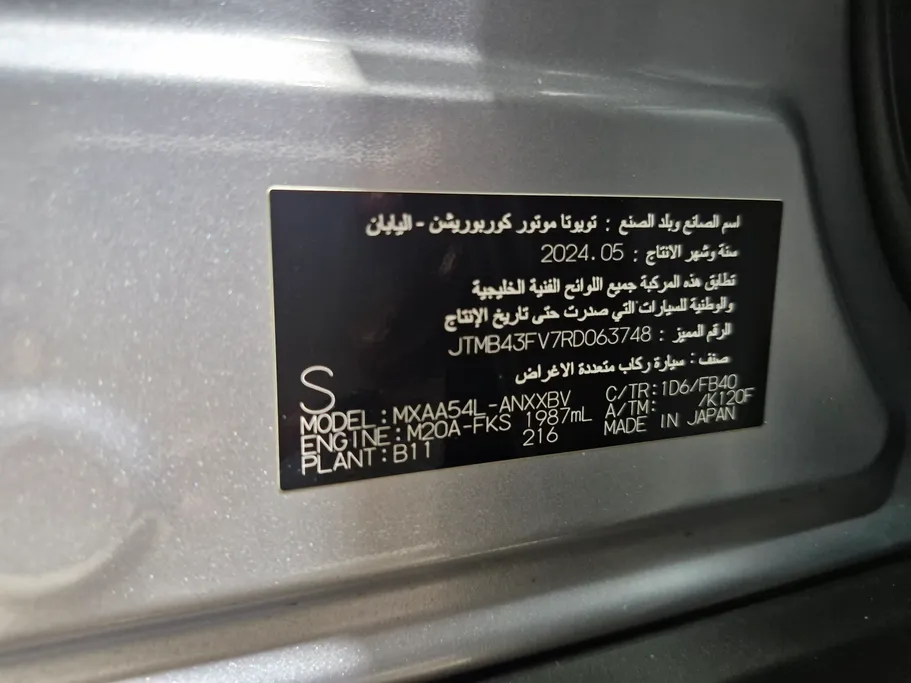 اسم الصانع وبلد الصنع : تويوتا موتور كوربوريشن - اليابان
سنة وشهر الانتاج : 2024.05
تطابق هذه المركبة جميع اللوائح الفنية الخليجية
والوطنية للسيارات التي صدرت حتى تاريخ الإنتاج
الرقم المميز : JTMB43FV7RD063748
صنف : سيارة ركاب متعددة الاغراض
S
MODEL:MXAA54L-ANXXBV C/TR:1D6/FB40
ENGINE:M20A-FKS 1987mL A/TM: /K120F
PLANT:B11 216 MADE IN JAPAN